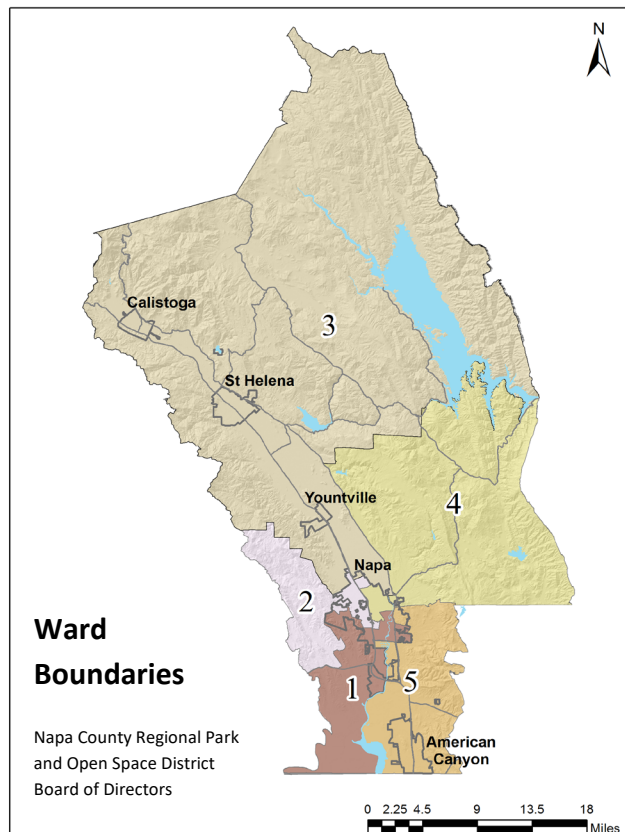 N
Calistoga
3
St Helena
Yountville
4
Napa
2
Ward
Boundaries
1
5
Napa County Regional Park
and Open Space District
Board of Directors
American
Canyon
0 2.25 4.5 9 13.5 18
Miles